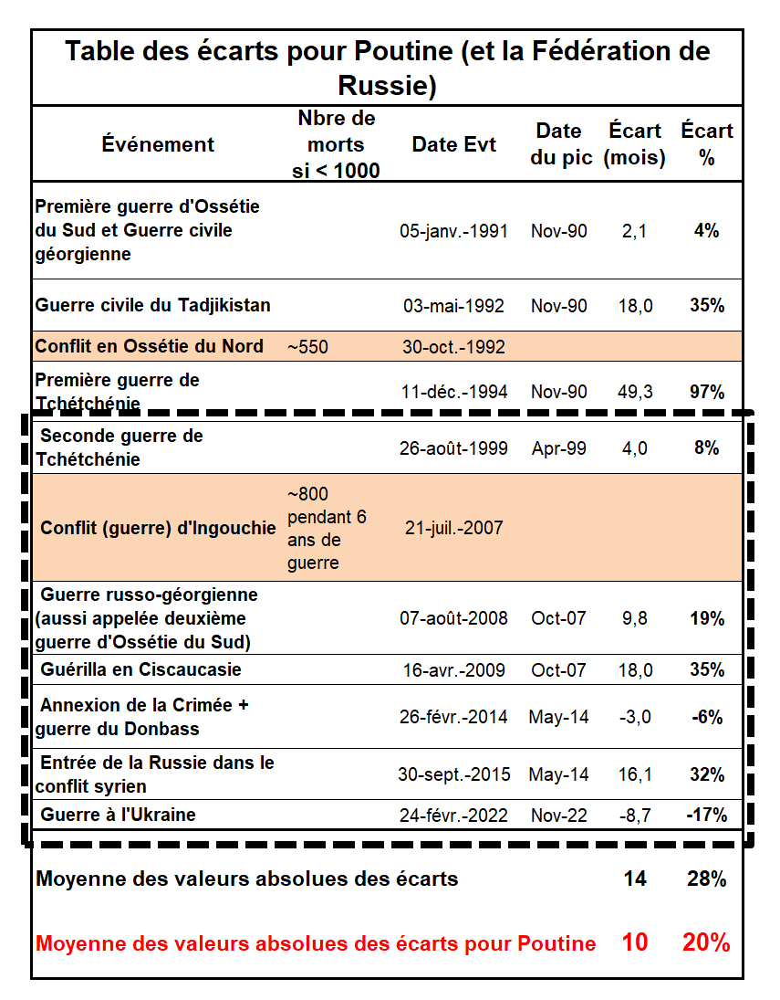 Table des écarts pour Poutine (et la Fédération de
Russie)
Événement
Nbre de
morts
si < 1000
Date Evt
Date
du pic
Écart
(mois)
Écart
%
Première guerre d'Ossétie
du Sud et Guerre civile
géorgienne
05-janv.-1991 Nov-90 2,1 4%
Guerre civile du Tadjikistan 03-mai-1992 Nov-90 18,0 35%
Conflit en Ossétie du Nord ~550 30-oct.-1992
Première guerre de
Tchétchénie
11-déc.-1994 Nov-90 49,3 97%
Seconde guerre de
Tchétchénie
26-août-1999 Apr-99 4,0 8%
Conflit (guerre) d'Ingouchie
~800
pendant 6
ans de
guerre
21-juil.-2007
Guerre russo-géorgienne
(aussi appelée deuxième
guerre d'Ossétie du Sud)
07-août-2008 Oct-07 9,8 19%
Guérilla en Ciscaucasie 16-avr.-2009 Oct-07 18,0 35%
Annexion de la Crimée +
guerre du Donbass
26-févr.-2014 May-14 -3,0 -6%
Entrée de la Russie dans le
conflit syrien
30-sept.-2015 May-14 16,1 32%
Guerre à l'Ukraine 24-févr.-2022 Nov-22 -8,7 -17%
Moyenne des valeurs absolues des écarts 14 28%
Moyenne des valeurs absolues des écarts pour Poutine 10 20%